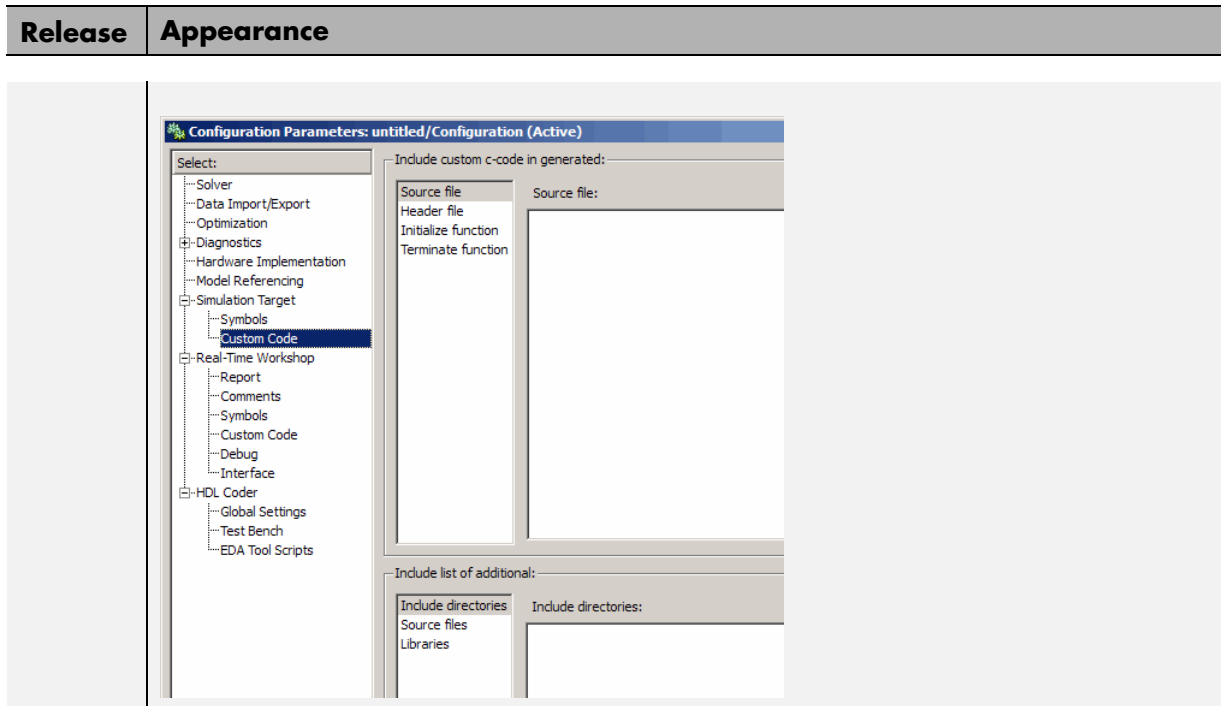 Release Appearance
Configuration Parameters: untitled/Configuration (Active)
Select:
Solver
Data Import/Export
Optimization
Diagnostics
Hardware Implementation
Model Referencing
Simulation Target
Symbols
Custom Code
Real-Time Workshop
Report
Comments
Symbols
Custom Code
Debug
Interface
HDL Coder
Global Settings
Test Bench
EDA Tool Scripts
Include custom c-code in generated:
Source file
Header file
Initialize function
Terminate function
Source file:
Include list of additional:
Include directories
Source files
Libraries
Include directories: